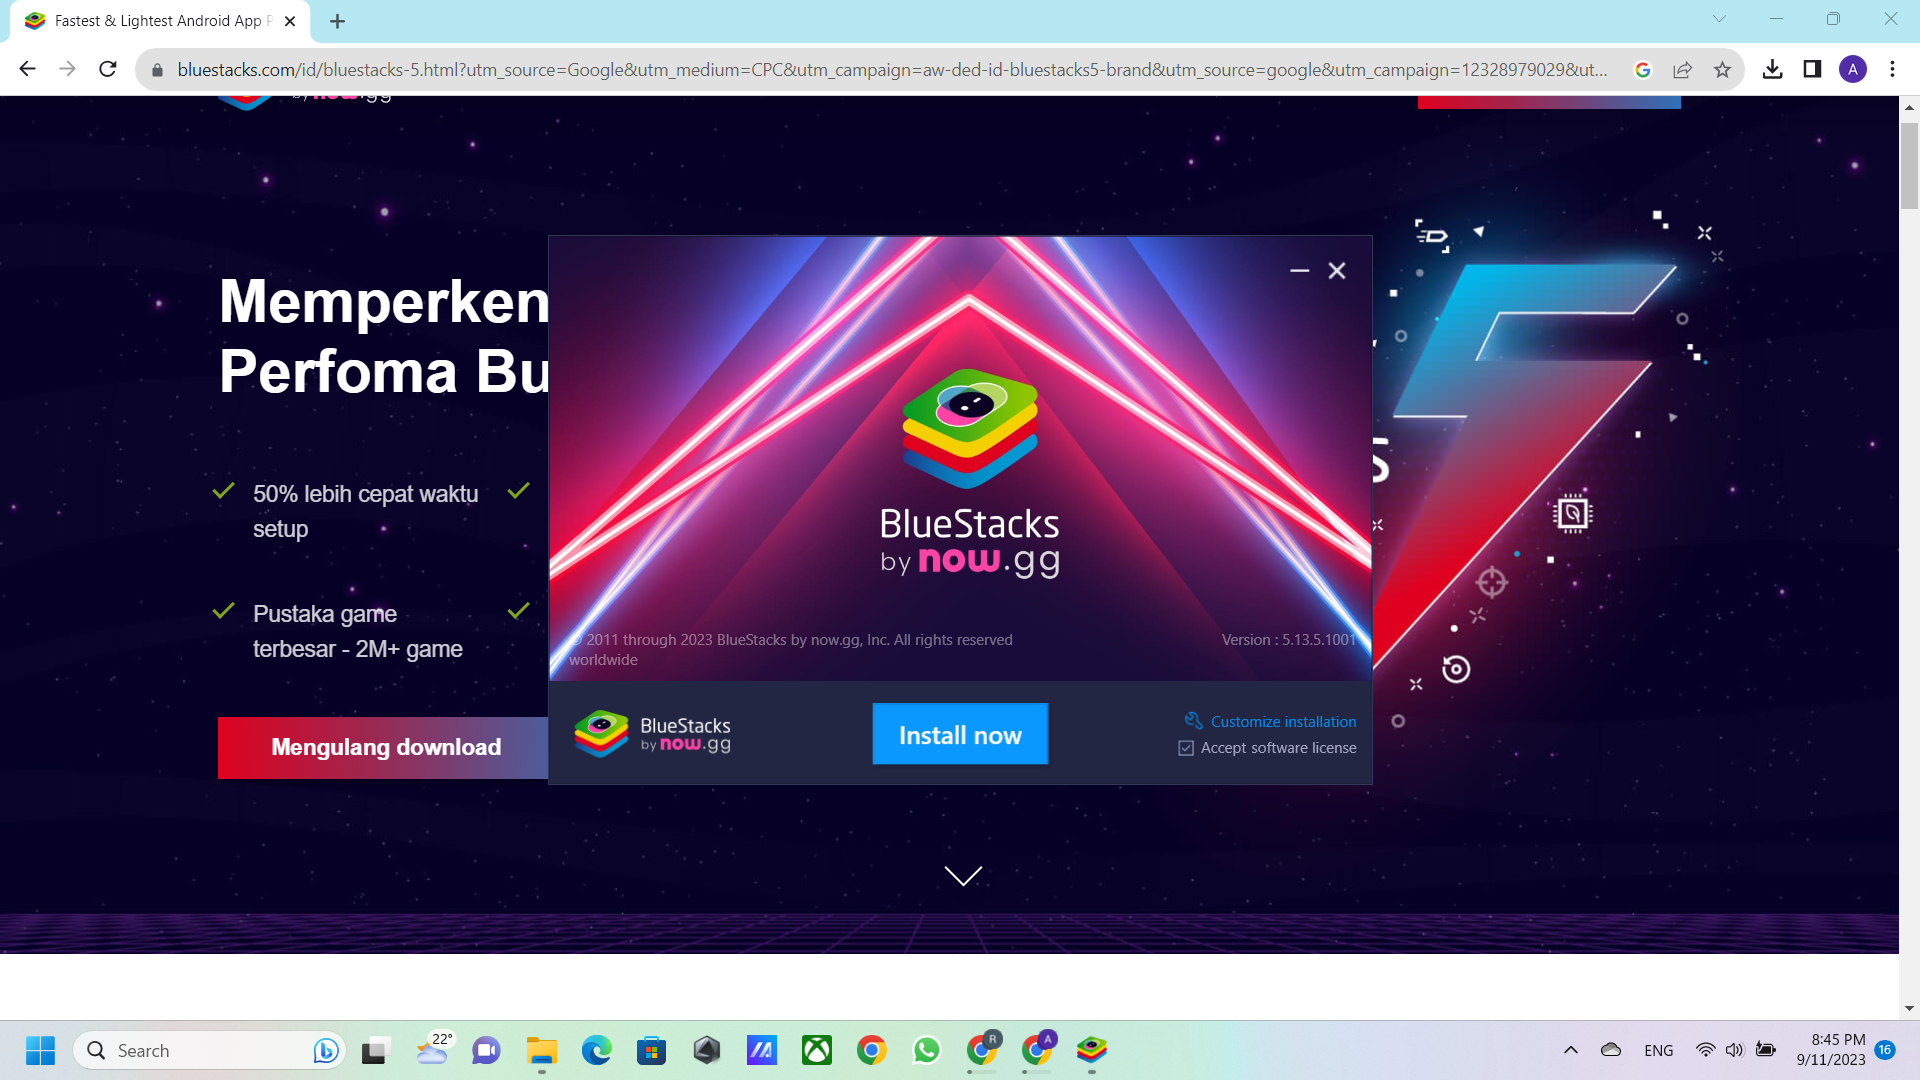 Fastest & Lightest Android App P
bluestacks.com/id/bluestacks-5.html?utm_source=Google&utm_medium=CPC&utm_campaign=aw-ded-id-bluestacks5-brand&utm_source=google&utm_campaign=12328979029&ut...
A
by now.gg
Memperken
Perfoma Bu
50% lebih cepat waktu
setup
Pustaka game
terbesar - 2M+ game
Mengulang download
BlueStacks
by now.gg
© 2011 through 2023 BlueStacks by now.gg, Inc. All rights reserved
worldwide
Version : 5.13.5.1001
BlueStacks
by now.gg
Install now
Customize installation
Accept software license
S
Search
22°
R
A
ENG
8:45 PM
9/11/2023
16